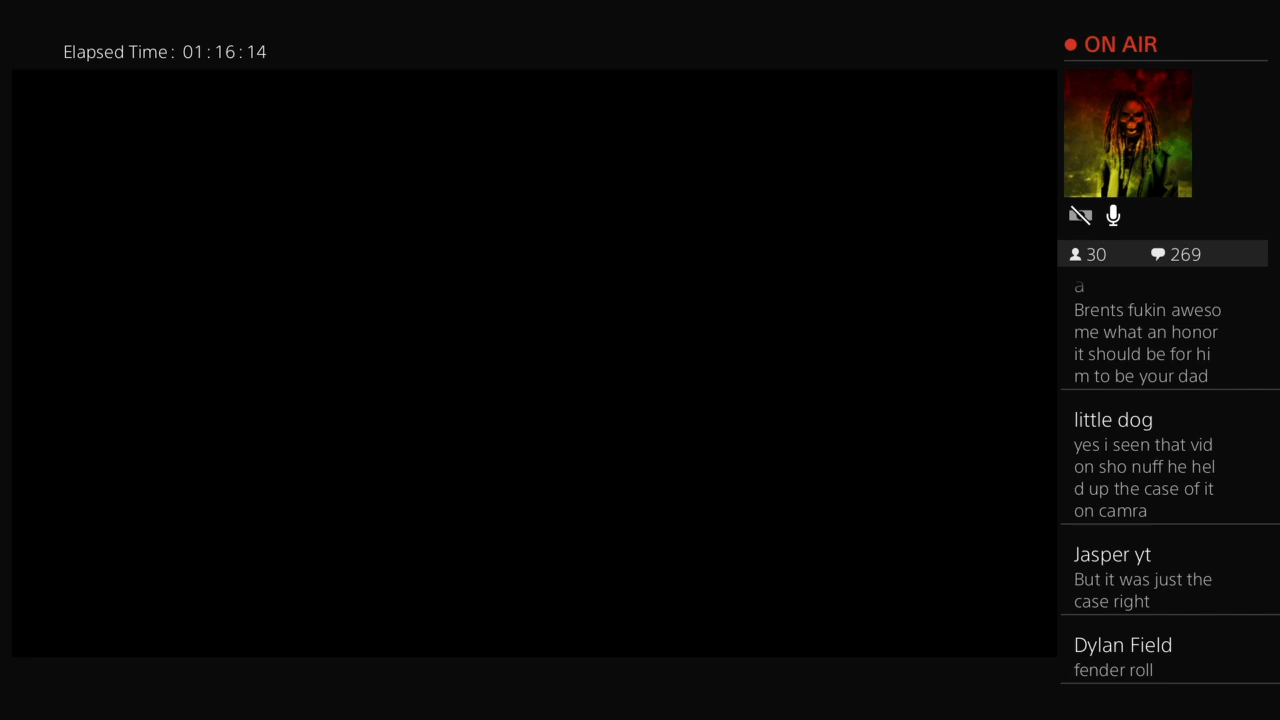 Elapsed Time: 01:16:14
ON AIR
30 269
a
Brents fukin aweso
me what an honor
it should be for hi
m to be your dad
little dog
yes i seen that vid
on sho nuff he hel
d up the case of it
on camra
Jasper yt
But it was just the
case right
Dylan Field
fender roll